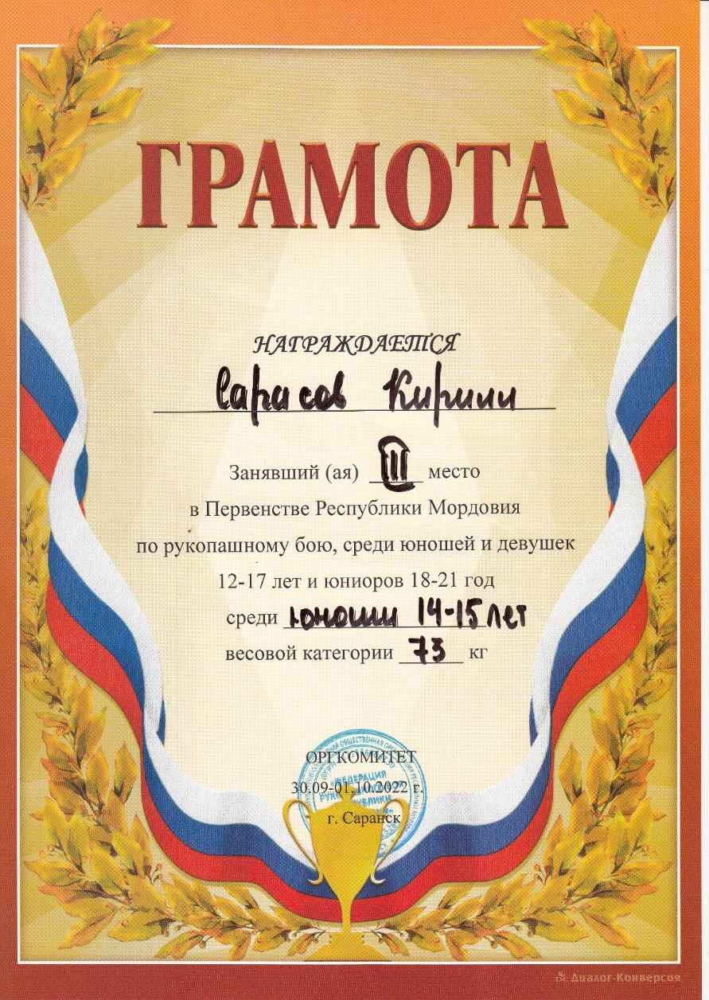 ГРАМОТА
НАГРАЖДАЕТСЯ
Сарасов Кирилл
Занявший (ая) III место
в Первенстве Республики Мордовия
по рукопашному бою, среди юношей и девушек
12-17 лет и юниоров 18-21 год
среди юноши 14-15 лет
весовой категории 73 кг
ОРГКОМИТЕТ
30.09-01.10.2022 г.
г. Саранск
ФЕДЕРАЦИЯ
Диалог-Конверсия